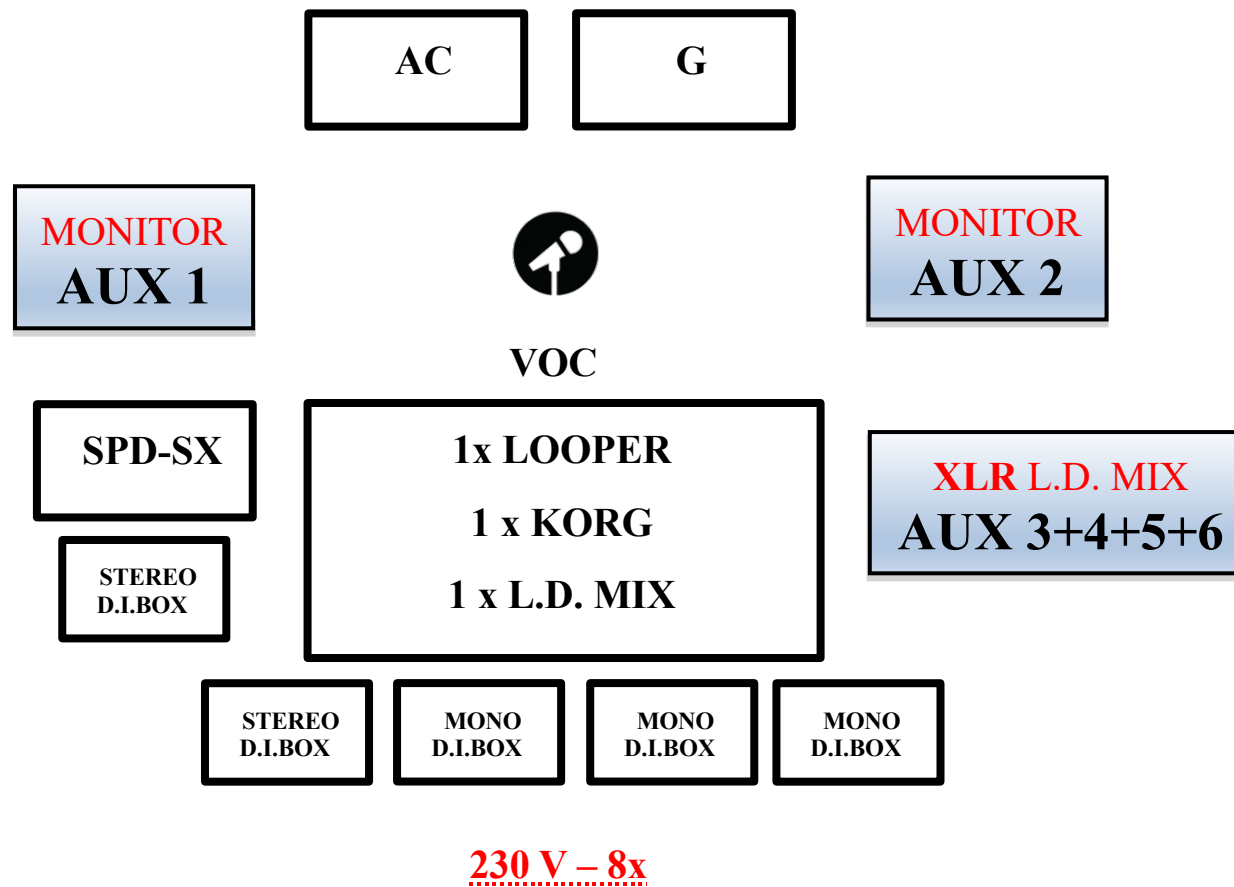 AC
G
MONITOR
AUX 1
MONITOR
AUX 2
VOC
SPD-SX
1x LOOPER
1 x KORG
1 x L.D. MIX
XLR L.D. MIX
AUX 3+4+5+6
STEREO
D.I.BOX
STEREO
D.I.BOX
MONO
D.I.BOX
MONO
D.I.BOX
MONO
D.I.BOX
230 V – 8x